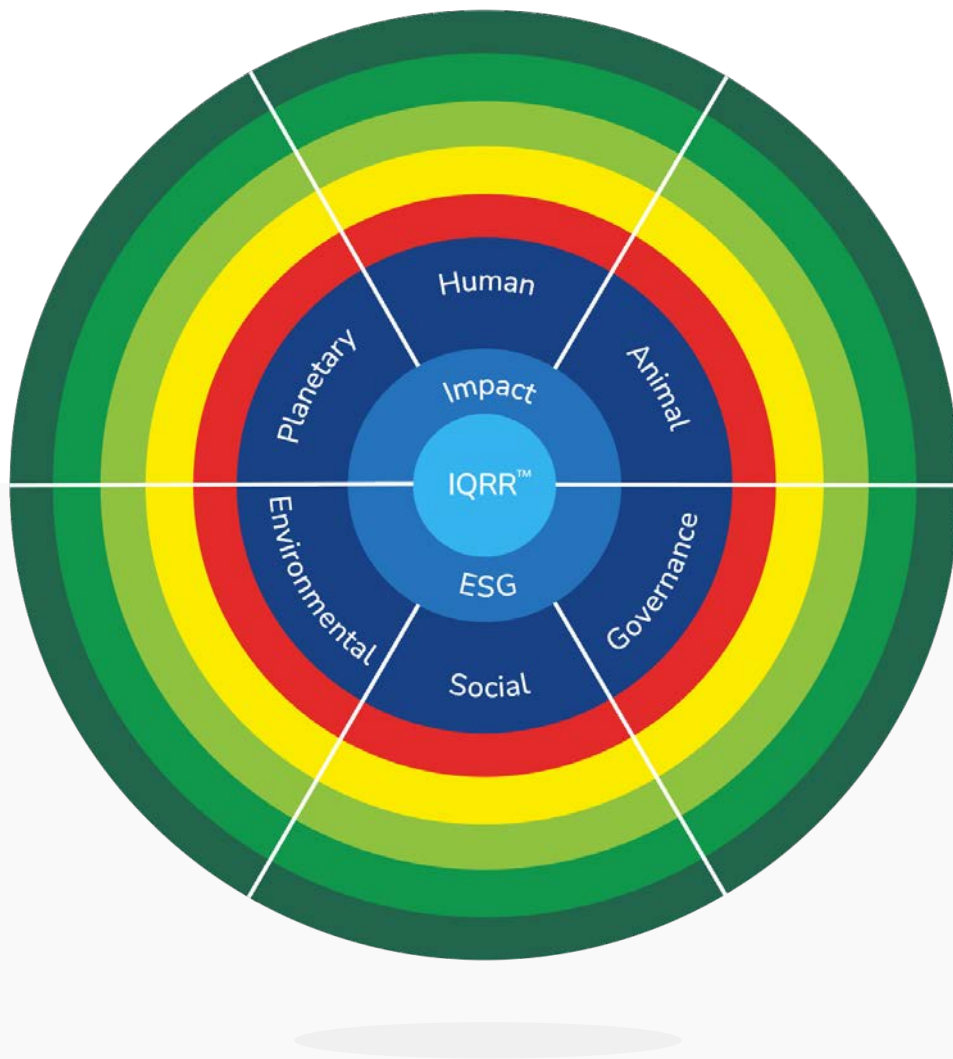 Human
Planetary
Animal
Impact
IQRR™
Environmental
ESG
Governance
Social